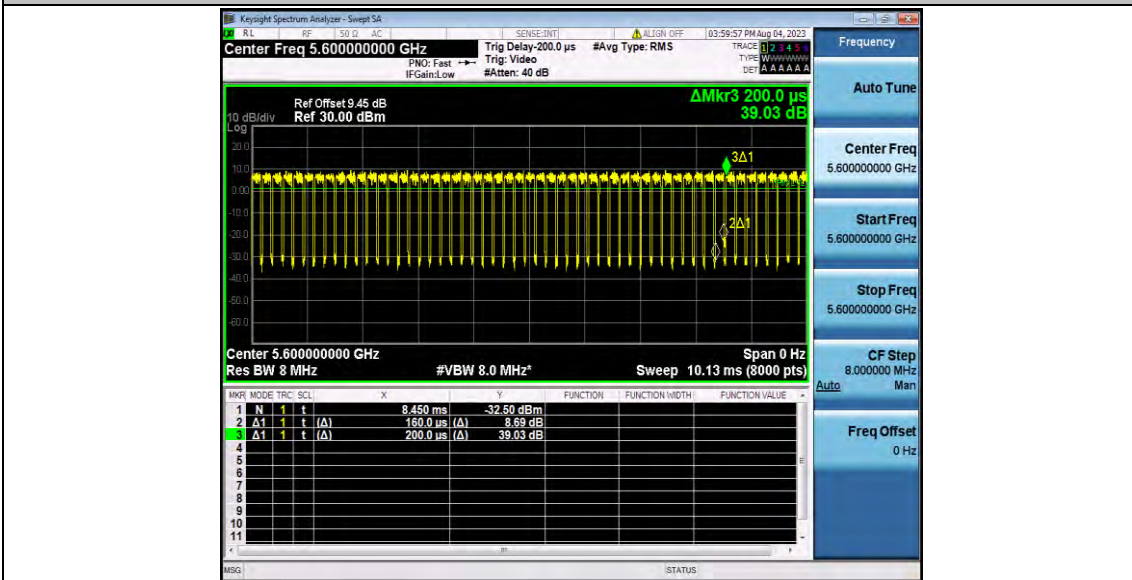 Keysight Spectrum Analyzer - Swept SA
RL RF 50 Ω AC SENSE:INT ALIGN OFF 03:59:57 PM Aug 04, 2023
Center Freq 5.600000000 GHz
PNO: Fast
IFGain:Low
Trig Delay-200.0 µs
Trig: Video
#Atten: 40 dB
#Avg Type: RMS
TRACE 1 2 3 4 5 6
TYPE WWWWWW
DET A A A A A A
ΔMkr3 200.0 µs
39.03 dB
Ref Offset 9.45 dB
10 dB/div Ref 30.00 dBm
Log
20.0
10.0
0.00
-10.0
-20.0
-30.0
-40.0
-50.0
-60.0
3Δ1
2Δ1
1
Center 5.600000000 GHz Span 0 Hz
Res BW 8 MHz #VBW 8.0 MHz* Sweep 10.13 ms (8000 pts)
MKR MODE TRC SCL X Y FUNCTION FUNCTION WIDTH FUNCTION VALUE
1 N 1 t 8.450 ms -32.50 dBm
2 Δ1 1 t (Δ) 160.0 µs (Δ) 8.69 dB
3 Δ1 1 t (Δ) 200.0 µs (Δ) 39.03 dB
4
5
6
7
8
9
10
11
MSG STATUS
Frequency
Auto Tune
Center Freq
5.600000000 GHz
Start Freq
5.600000000 GHz
Stop Freq
5.600000000 GHz
CF Step
8.000000 MHz
Auto Man
Freq Offset
0 Hz